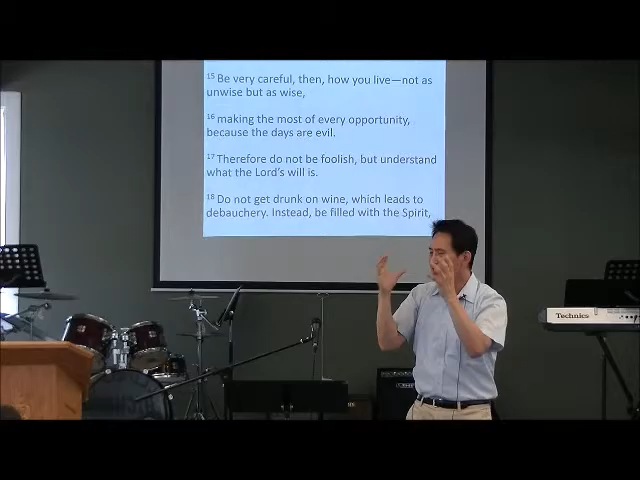 15 Be very careful, then, how you live—not as
unwise but as wise,
16 making the most of every opportunity,
because the days are evil.
17 Therefore do not be foolish, but understand
what the Lord's will is.
18 Do not get drunk on wine, which leads to
debauchery. Instead, be filled with the Spirit,
Technics